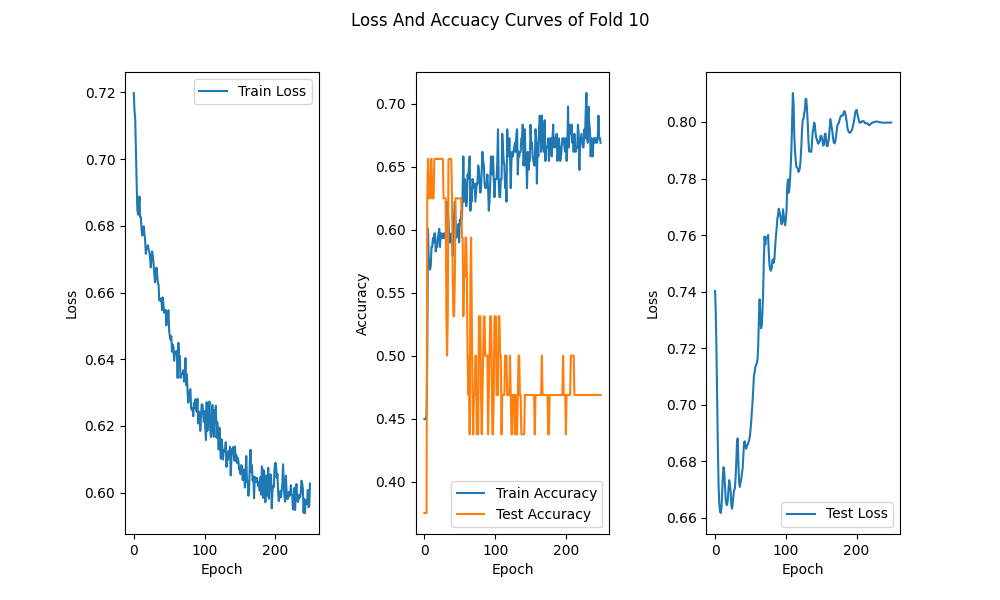 Loss And Accuacy Curves of Fold 10
Train Loss
0.72
0.70
0.68
0.66
0.64
0.62
0.60
Loss
0
100
200
Epoch
0.70
0.65
0.60
0.55
0.50
0.45
0.40
Accuracy
Train Accuracy
Test Accuracy
0
100
200
Epoch
0.80
0.78
0.76
0.74
0.72
0.70
0.68
0.66
Loss
Test Loss
0
100
200
Epoch